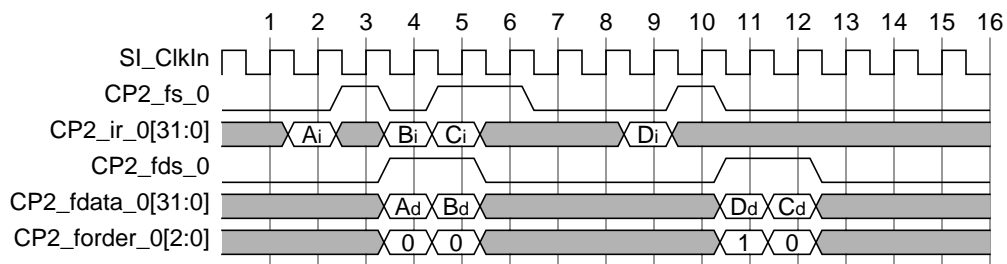 1 2 3 4 5 6 7 8 9 10 11 12 13 14 15 16
SI_ClkIn
CP2_fs_0
CP2_ir_0[31:0] Ai Bi Ci Di
CP2_fds_0
CP2_fdata_0[31:0] Ad Bd Dd Cd
CP2_forder_0[2:0] 0 0 1 0